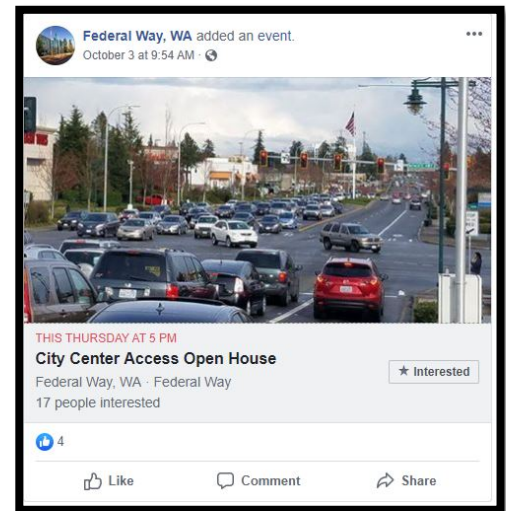 Federal Way, WA added an event.
October 3 at 9:54 AM ·
THIS THURSDAY AT 5 PM
City Center Access Open House
Federal Way, WA · Federal Way
17 people interested
★ Interested
4
Like Comment Share